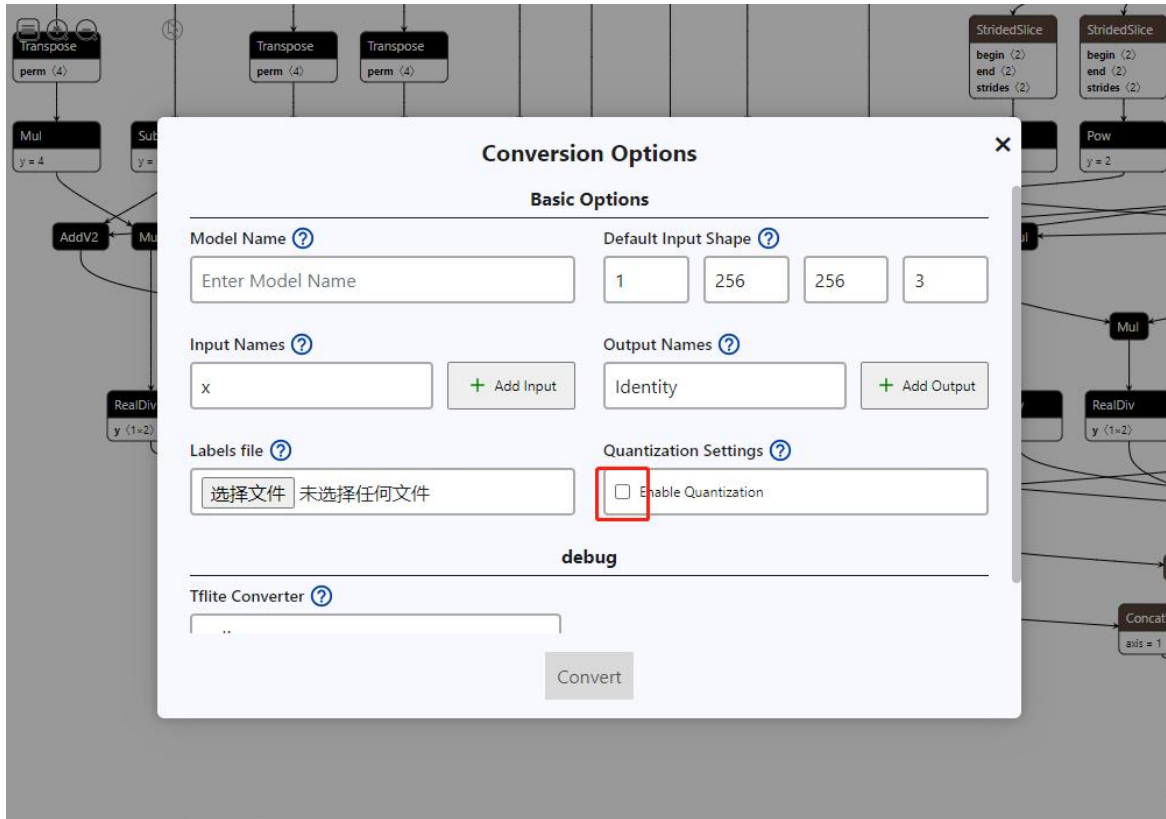 Transpose
perm ⟨4⟩
Transpose
perm ⟨4⟩
Transpose
perm ⟨4⟩
StridedSlice
begin ⟨2⟩
end ⟨2⟩
strides ⟨2⟩
StridedSlice
begin ⟨2⟩
end ⟨2⟩
strides ⟨2⟩
Mul
y = 4
Sub
y =
Pow
y = 2
AddV2
Mu
Mul
RealDiv
y ⟨1×2⟩
RealDiv
y ⟨1×2⟩
Concat
axis = 1
Conversion Options
×
Basic Options
Model Name ?
Default Input Shape ?
Enter Model Name
1 256 256 3
Input Names ?
Output Names ?
x
+ Add Input
Identity
+ Add Output
Labels file ?
Quantization Settings ?
选择文件 未选择任何文件
Enable Quantization
debug
Tflite Converter ?
Convert